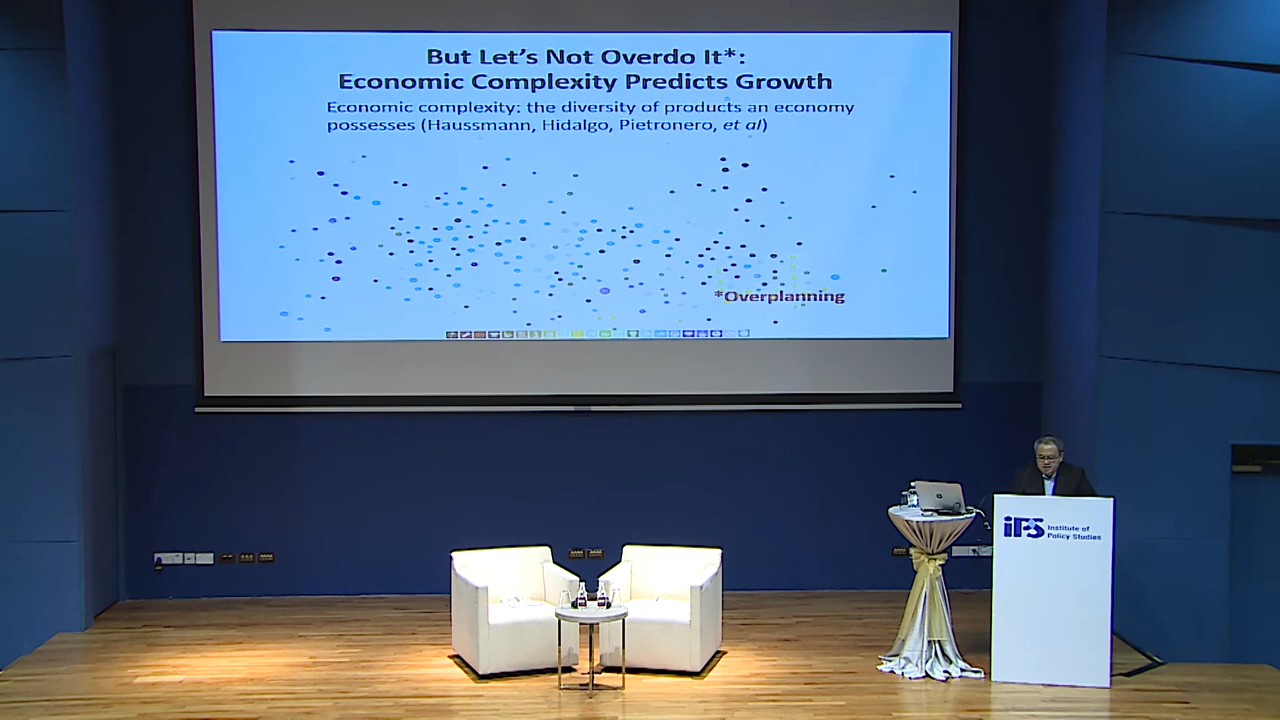 But Let's Not Overdo It*:
Economic Complexity Predicts Growth
Economic complexity: the diversity of products an economy
possesses (Haussmann, Hidalgo, Pietronero, et al)
*Overplanning
iPS Institute of
Policy Studies
hp